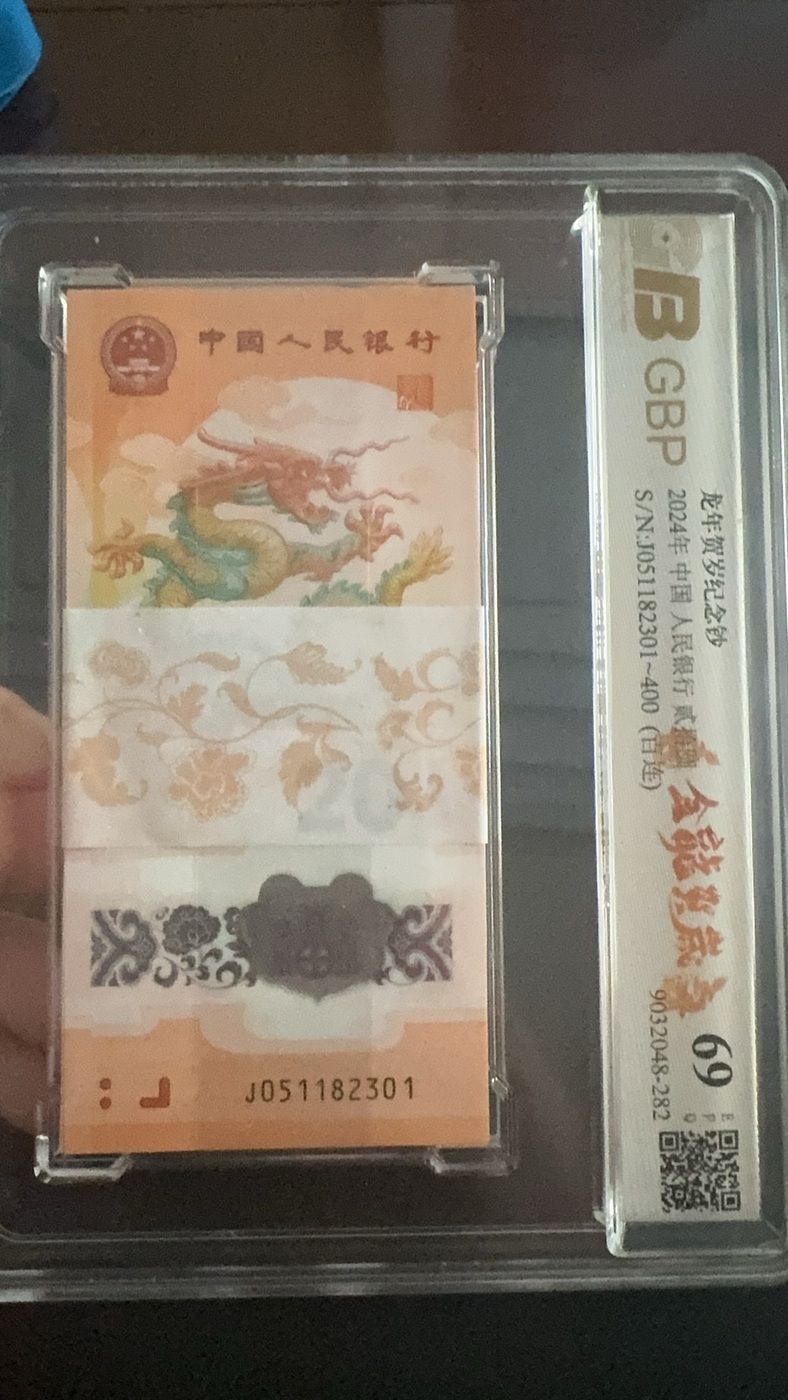 中国人民银行
20
J051182301
B
GBP
龙年贺岁纪念钞
2024年 中国 人民银行 贰拾圆
S/N:J051182301~400 (百连)
69
EPQ
9032048-282